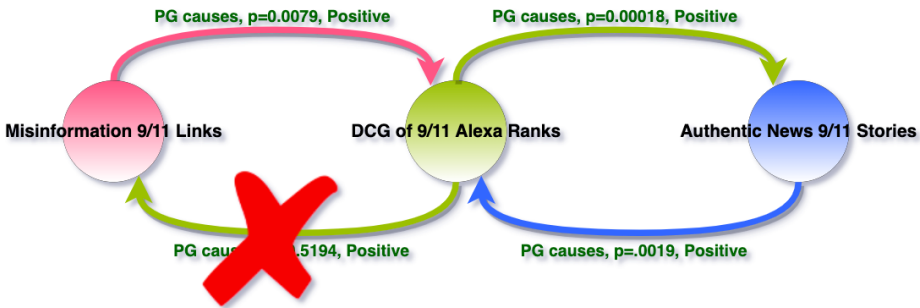 PG causes, p=0.0079, Positive
PG causes, p=0.00018, Positive
Misinformation 9/11 Links
DCG of 9/11 Alexa Ranks
Authentic News 9/11 Stories
PG .5194, Positive
PG causes, p=.0019, Positive